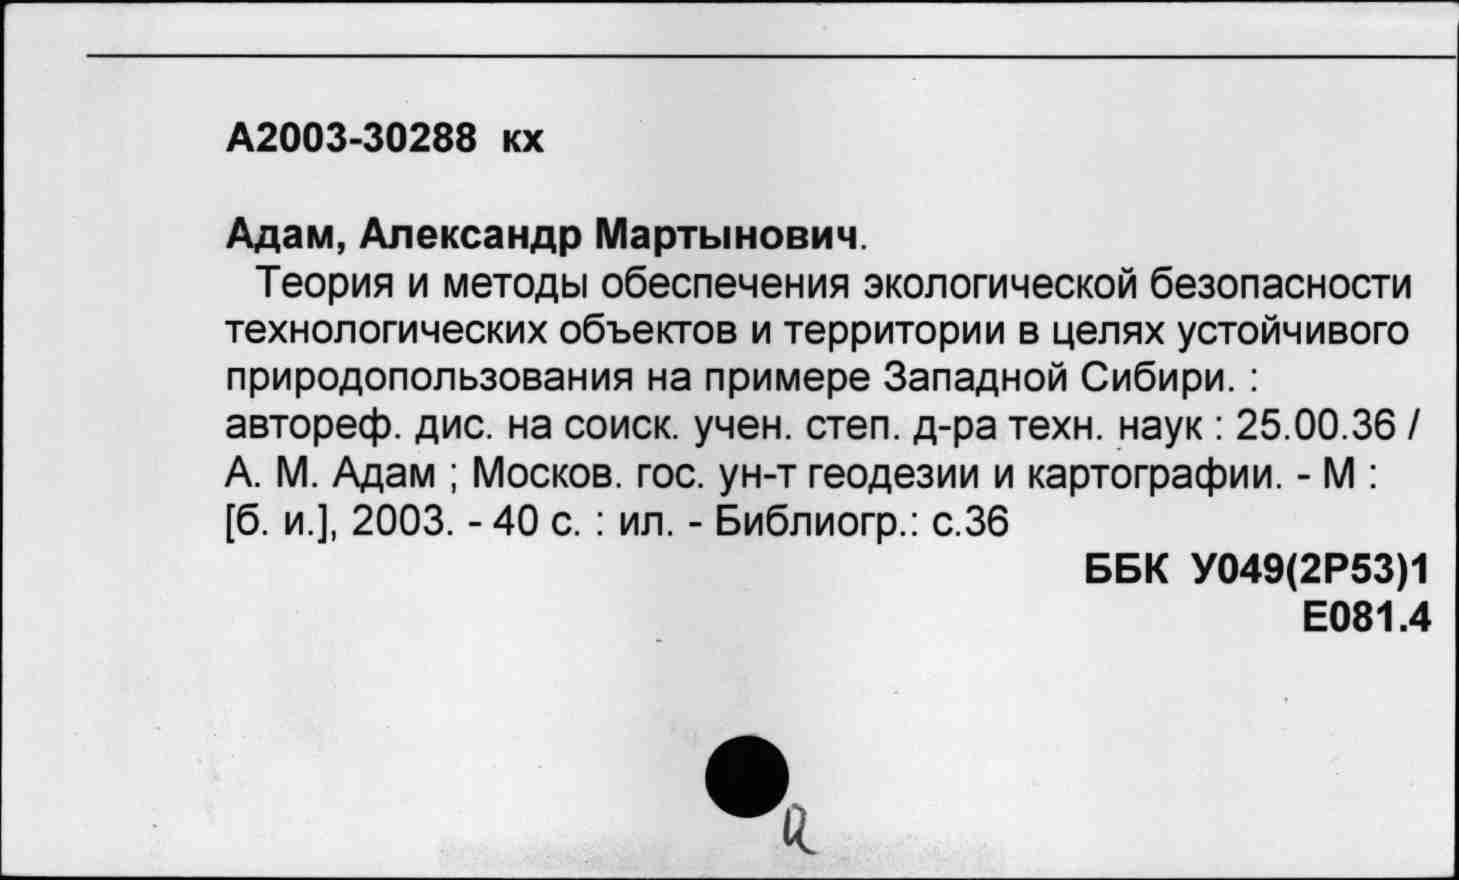 А2003-30288 кх
Адам, Александр Мартынович.
Теория и методы обеспечения экологической безопасности
технологических объектов и территории в целях устойчивого
природопользования на примере Западной Сибири. :
автореф. дис. на соиск. учен. степ. д-ра техн. наук : 25.00.36 /
А. М. Адам ; Москов. гос. ун-т геодезии и картографии. - М :
[б. и.], 2003. - 40 с. : ил. - Библиогр.: с.36
ББК У049(2Р53)1
Е081.4